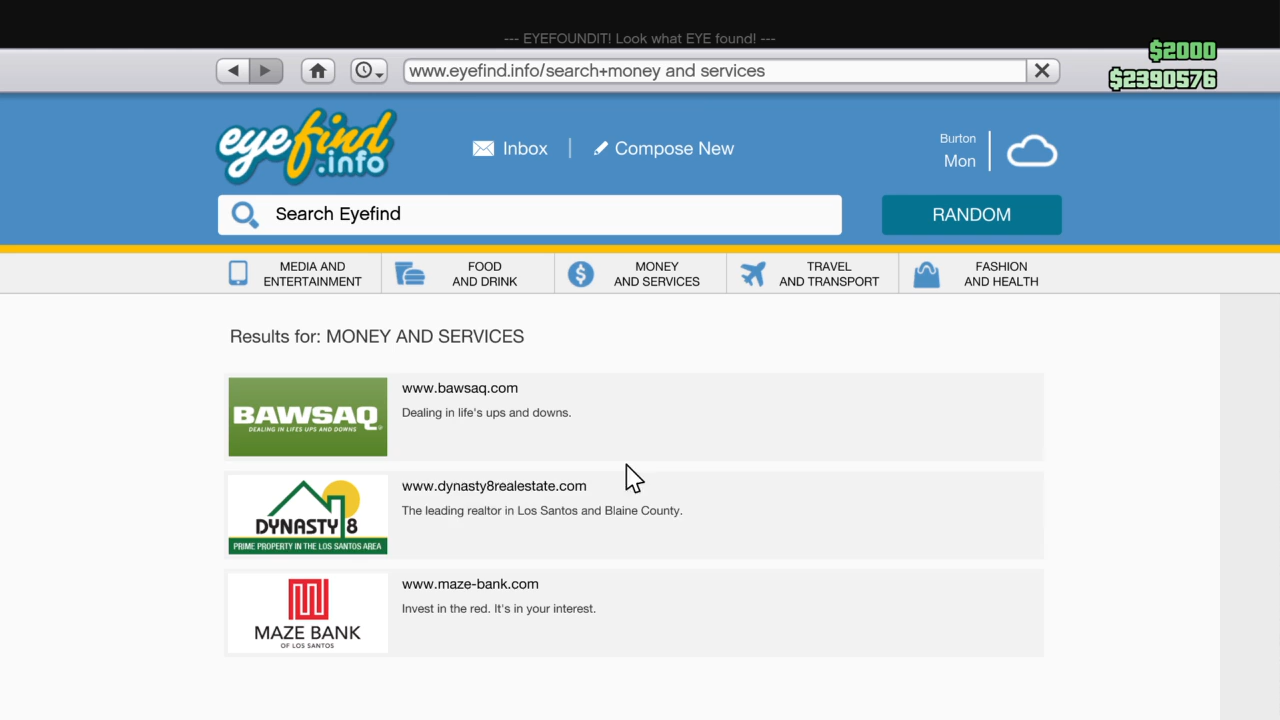 --- EYEFOUNDIT! Look what EYE found! ---
$2000
www.eyefind.info/search+money and services
$2390576
eyefind
.info
Inbox
Compose New
Burton
Mon
Search Eyefind
RANDOM
MEDIA AND
ENTERTAINMENT
FOOD
AND DRINK
MONEY
AND SERVICES
TRAVEL
AND TRANSPORT
FASHION
AND HEALTH
Results for: MONEY AND SERVICES
BAWSAQ
DEALING IN LIFES UPS AND DOWNS
www.bawsaq.com
Dealing in life's ups and downs.
DYNASTY 8
PRIME PROPERTY IN THE LOS SANTOS AREA
www.dynasty8realestate.com
The leading realtor in Los Santos and Blaine County.
MAZE BANK
OF LOS SANTOS
www.maze-bank.com
Invest in the red. It's in your interest.